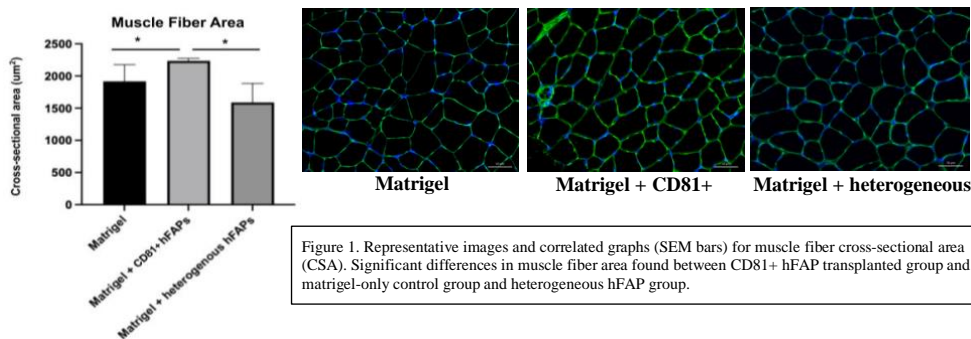 Muscle Fiber Area
*
*
Cross-sectional area (um²)
2500
2000
1500
1000
500
0
Matrigel
Matrigel + CD81+ hFAPs
Matrigel + heterogenous hFAPs
Matrigel
Matrigel + CD81+
Matrigel + heterogeneous
Figure 1. Representative images and correlated graphs (SEM bars) for muscle fiber cross-sectional area
(CSA). Significant differences in muscle fiber area found between CD81+ hFAP transplanted group and
matrigel-only control group and heterogeneous hFAP group.